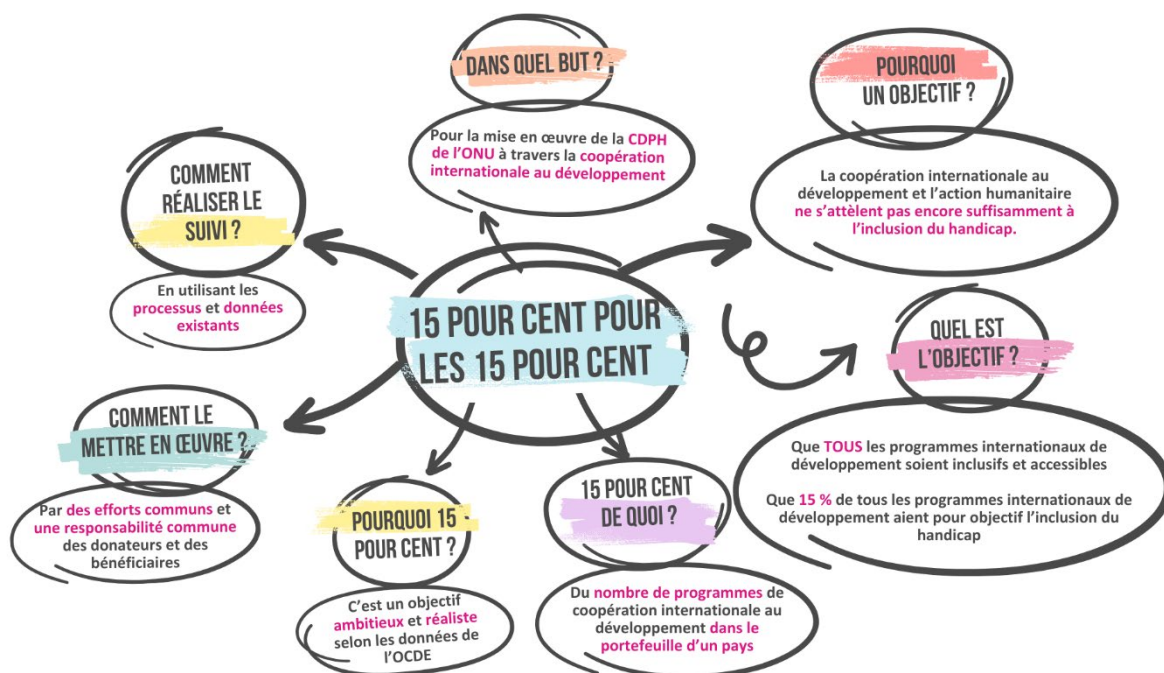 DANS QUEL BUT ?
Pour la mise en œuvre de la CDPH
de l’ONU à travers la coopération
internationale au développement
POURQUOI
UN OBJECTIF ?
La coopération internationale au
développement et l’action humanitaire
ne s’attèlent pas encore suffisamment à
l’inclusion du handicap.
COMMENT
RÉALISER LE
SUIVI ?
En utilisant les
processus et données
existants
15 POUR CENT POUR
LES 15 POUR CENT
QUEL EST
L’OBJECTIF ?
Que TOUS les programmes internationaux de
développement soient inclusifs et accessibles
Que 15 % de tous les programmes internationaux de
développement aient pour objectif l’inclusion du
handicap
COMMENT LE
METTRE EN ŒUVRE ?
Par des efforts communs et
une responsabilité commune
des donateurs et des
bénéficiaires
POURQUOI 15
POUR CENT ?
C’est un objectif
ambitieux et réaliste
selon les données de
l’OCDE
15 POUR CENT
DE QUOI ?
Du nombre de programmes de
coopération internationale au
développement dans le
portefeuille d’un pays